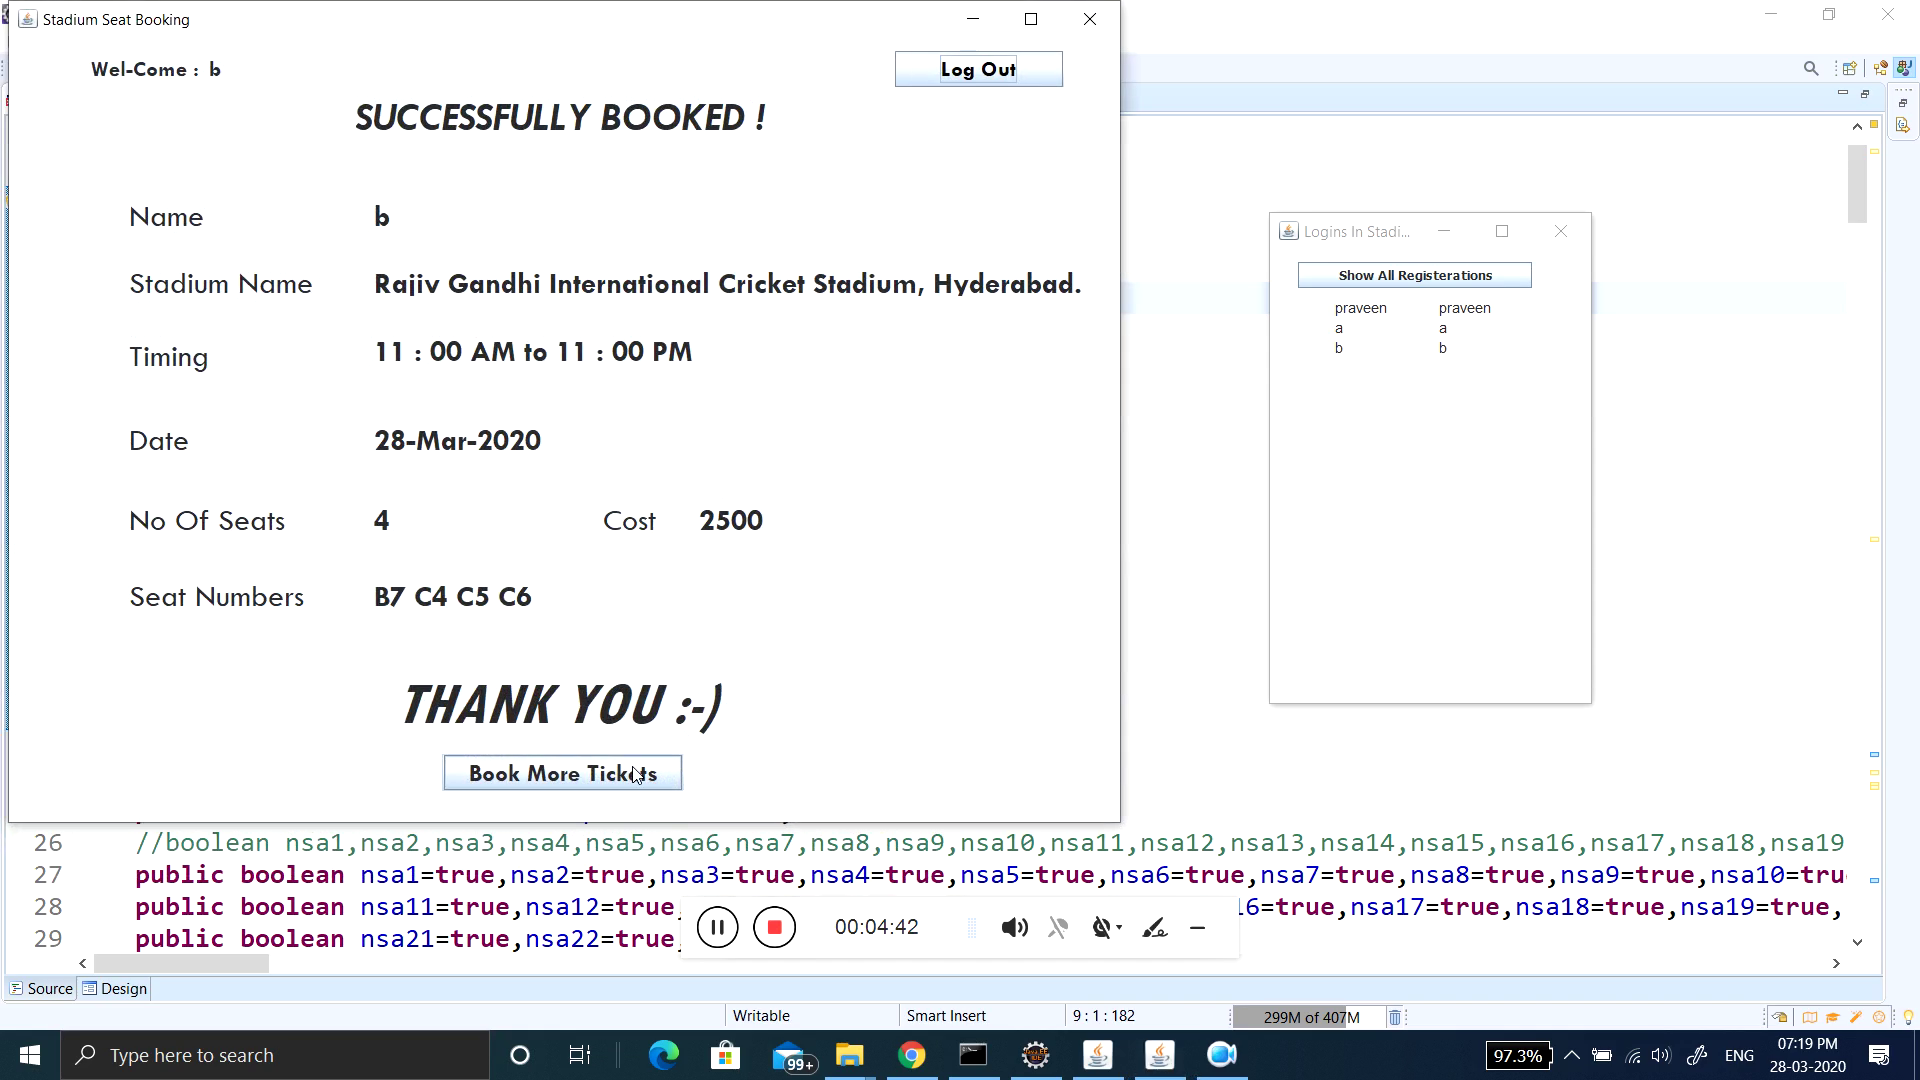 Stadium Seat Booking
Wel-Come : b
Log Out
SUCCESSFULLY BOOKED !
Name b
Stadium Name Rajiv Gandhi International Cricket Stadium, Hyderabad.
Timing 11 : 00 AM to 11 : 00 PM
Date 28-Mar-2020
No Of Seats 4 Cost 2500
Seat Numbers B7 C4 C5 C6
THANK YOU :-)
Book More Tickets
Logins In Stadi...
Show All Registerations
praveen praveen
a a
b b
26 //boolean nsa1,nsa2,nsa3,nsa4,nsa5,nsa6,nsa7,nsa8,nsa9,nsa10,nsa11,nsa12,nsa13,nsa14,nsa15,nsa16,nsa17,nsa18,nsa19
27 public boolean nsa1=true,nsa2=true,nsa3=true,nsa4=true,nsa5=true,nsa6=true,nsa7=true,nsa8=true,nsa9=true,nsa10=tru
28 public boolean nsa11=true,nsa12=true, 16=true,nsa17=true,nsa18=true,nsa19=true,
29 public boolean nsa21=true,nsa22=true
00:04:42
Source Design
Writable Smart Insert 9 : 1 : 182 299M of 407M
Type here to search
99+
97.3% ENG 07:19 PM
28-03-2020